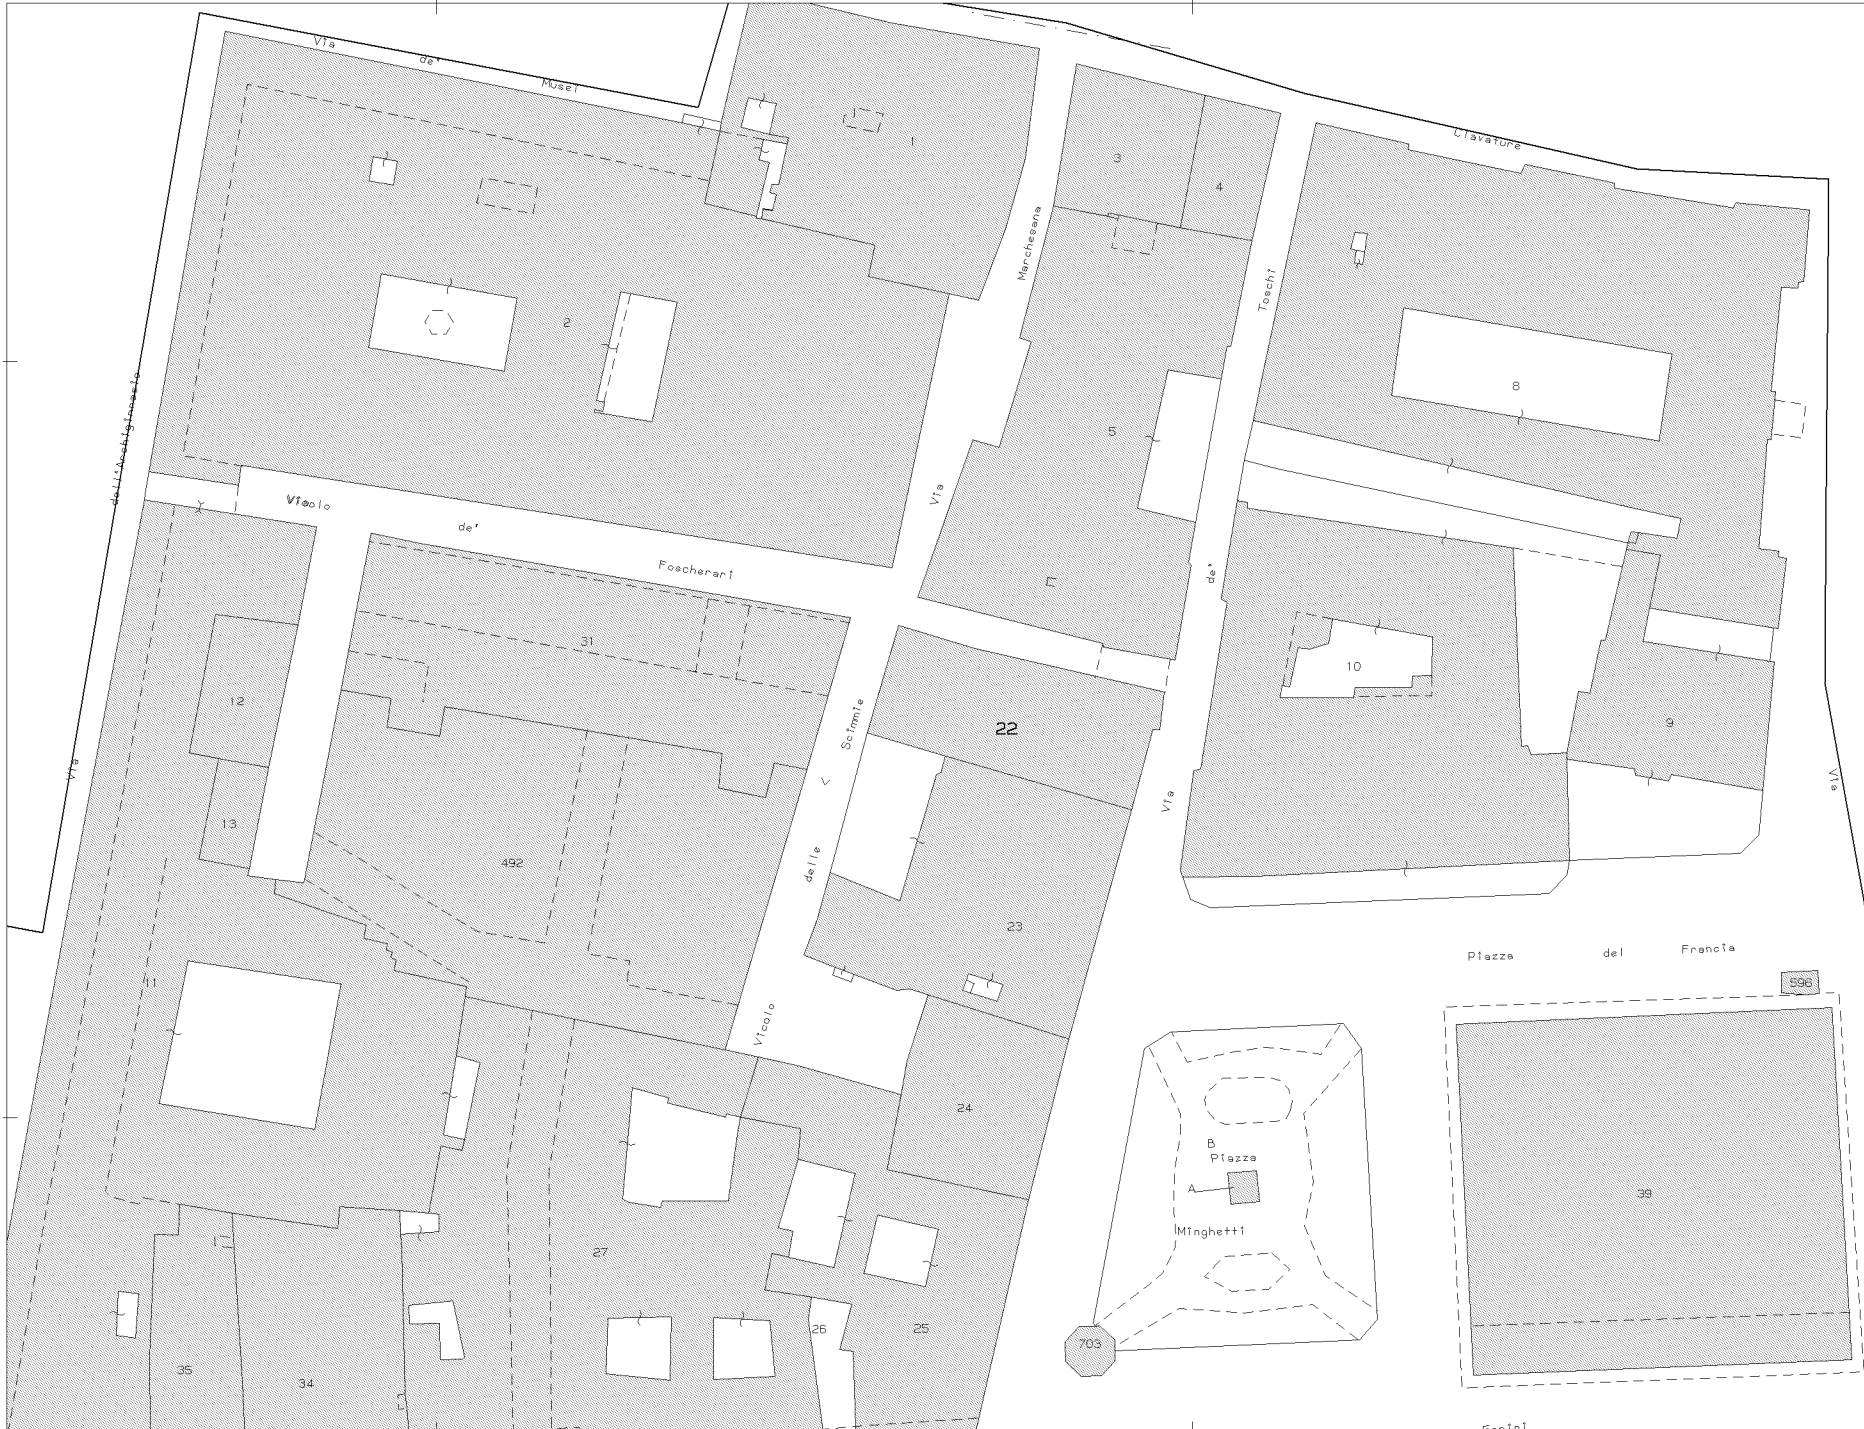 Via
de'
Musei
Clavature
1
3
4
Marchesana
Toschi
2
8
5
dell'Archiginnasio
Via
Vicolo
de'
Foscherari
de'
31
10
12
Scimmie
22
9
Via
Via
Via
V
13
492
delle
23
Piazza
del
Francia
11
596
Vicolo
24
B
Piazza
A
39
Minghetti
27
26
25
703
35
34